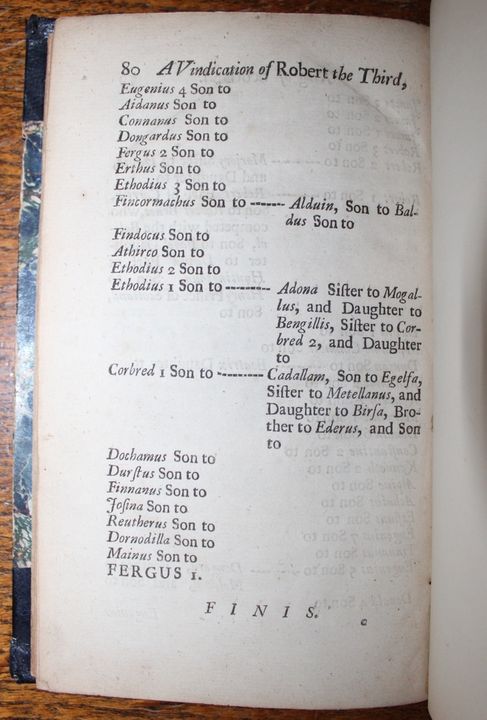 80 A Vindication of Robert the Third,
Eugenius 4 Son to
Aidanus Son to
Connanus Son to
Dongardus Son to
Fergus 2 Son to
Erthus Son to
Ethodius 3 Son to
Fincormachus Son to ------- Alduin, Son to Bal-
dus Son to
Findocus Son to
Athirco Son to
Ethodius 2 Son to
Ethodius 1 Son to --------- Adona Siſter to Mogal-
lus, and Daughter to
Bengillis, Siſter to Cor-
bred 2, and Daughter
to
Corbred 1 Son to --------- Cadallam, Son to Egelfa,
Siſter to Metellanus, and
Daughter to Birſa, Bro-
ther to Ederus, and Son
to
Dochamus Son to
Durſtus Son to
Finnanus Son to
Joſina Son to
Reutherus Son to
Dornodilla Son to
Mainus Son to
FERGUS 1.
FINIS.